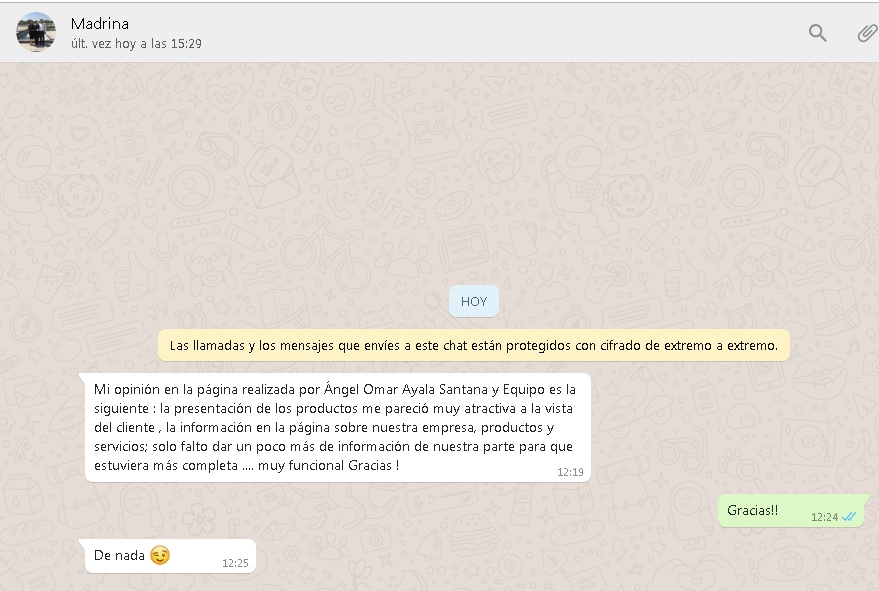 Madrina
últ. vez hoy a las 15:29
HOY
Las llamadas y los mensajes que envíes a este chat están protegidos con cifrado de extremo a extremo.
Mi opinión en la página realizada por Ángel Omar Ayala Santana y Equipo es la
siguiente : la presentación de los productos me pareció muy atractiva a la vista
del cliente , la información en la página sobre nuestra empresa, productos y
servicios; solo falto dar un poco más de información de nuestra parte para que
estuviera más completa .... muy funcional Gracias !
12:19
Gracias!!
12:24
De nada 😉
12:25